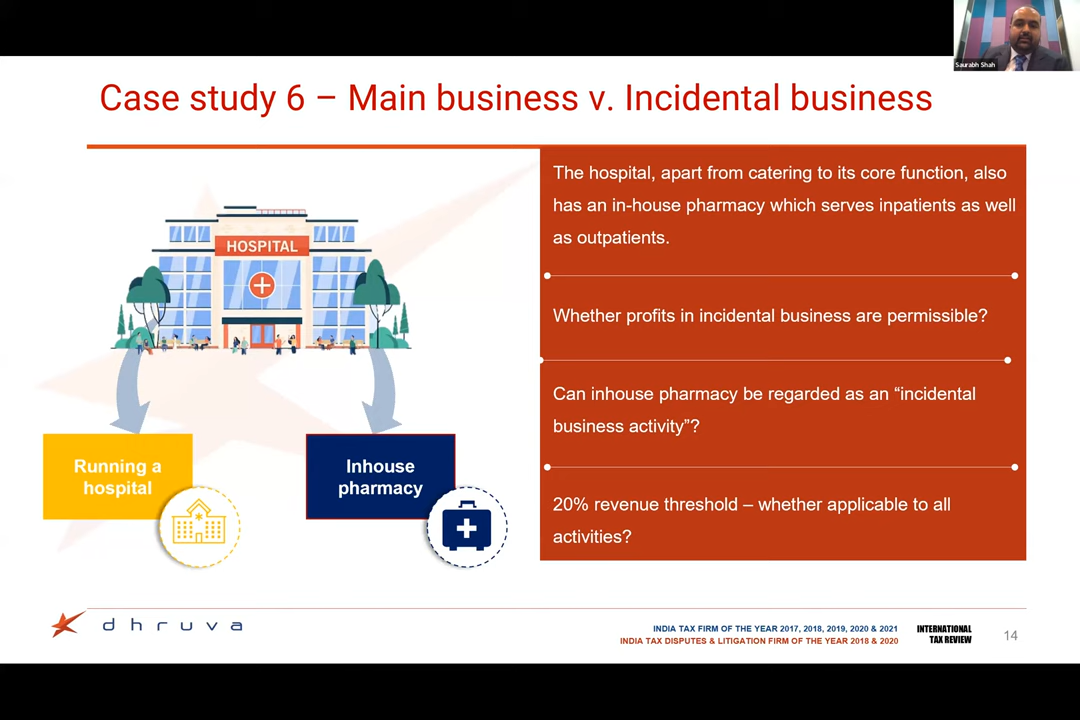 Saurabh Shah
Case study 6 – Main business v. Incidental business
HOSPITAL
Running a
hospital
Inhouse
pharmacy
The hospital, apart from catering to its core function, also
has an in-house pharmacy which serves inpatients as well
as outpatients.
Whether profits in incidental business are permissible?
Can inhouse pharmacy be regarded as an “incidental
business activity”?
20% revenue threshold – whether applicable to all
activities?
dhruva
INDIA TAX FIRM OF THE YEAR 2017, 2018, 2019, 2020 & 2021
INDIA TAX DISPUTES & LITIGATION FIRM OF THE YEAR 2018 & 2020
INTERNATIONAL
TAX REVIEW
14